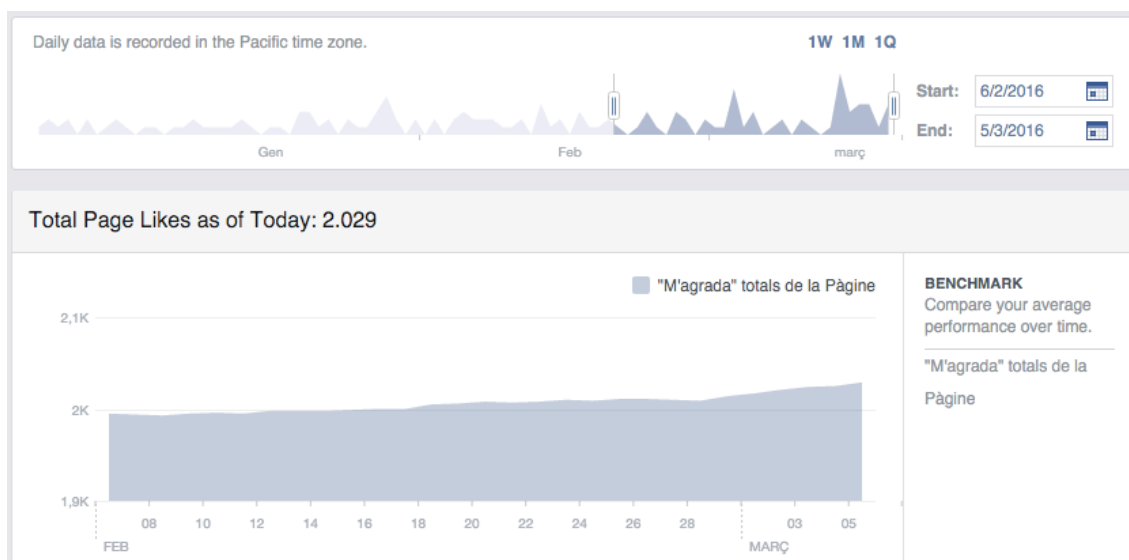 Daily data is recorded in the Pacific time zone.
1W 1M 1Q
Start: 6/2/2016
End: 5/3/2016
Gen Feb març
Total Page Likes as of Today: 2.029
"M'agrada" totals de la Pàgine
2,1K
2K
1,9K
08 10 12 14 16 18 20 22 24 26 28 03 05
FEB MARÇ
BENCHMARK
Compare your average
performance over time.
"M'agrada" totals de la
Pàgine